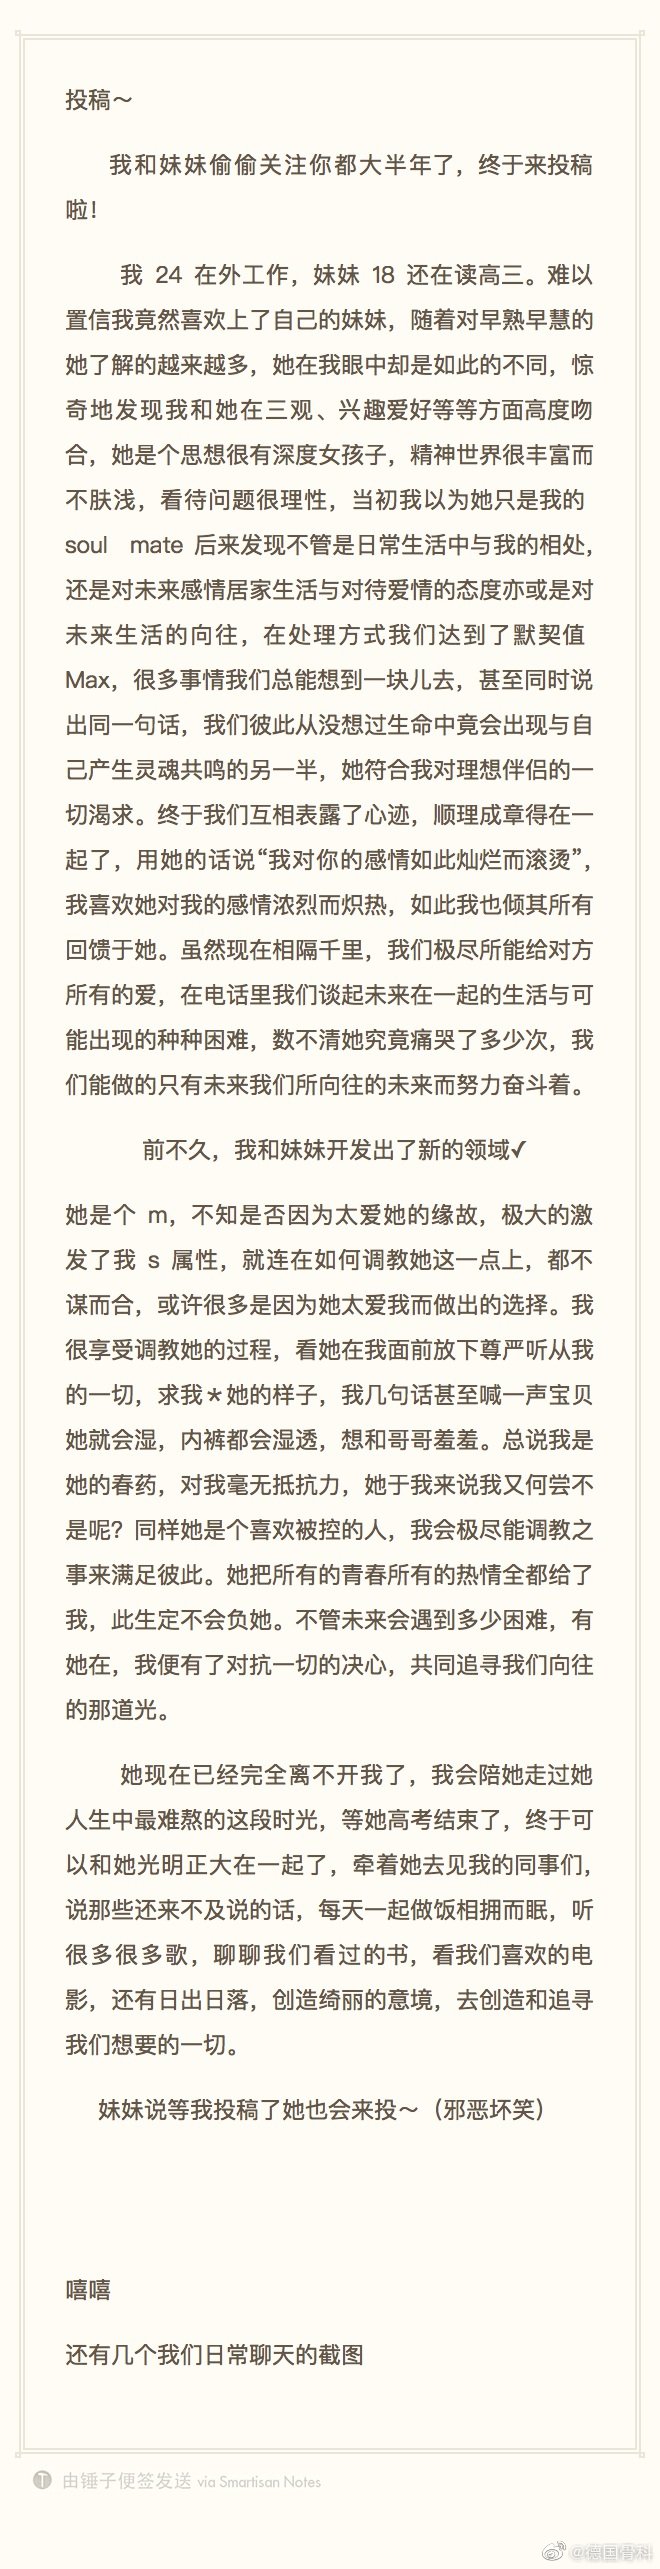 投稿～
我和妹妹偷偷关注你都大半年了，终于来投稿
啦！
我 24 在外工作，妹妹 18 还在读高三。难以
置信我竟然喜欢上了自己的妹妹，随着对早熟早慧的
她了解的越来越多，她在我眼中却是如此的不同，惊
奇地发现我和她在三观、兴趣爱好等等方面高度吻
合，她是个思想很有深度女孩子，精神世界很丰富而
不肤浅，看待问题很理性，当初我以为她只是我的
soul mate 后来发现不管是日常生活中与我的相处，
还是对未来感情居家生活与对待爱情的态度亦或是对
未来生活的向往，在处理方式我们达到了默契值
Max，很多事情我们总能想到一块儿去，甚至同时说
出同一句话，我们彼此从没想过生命中竟会出现与自
己产生灵魂共鸣的另一半，她符合我对理想伴侣的一
切渴求。终于我们互相表露了心迹，顺理成章得在一
起了，用她的话说“我对你的感情如此灿烂而滚烫”，
我喜欢她对我的感情浓烈而炽热，如此我也倾其所有
回馈于她。虽然现在相隔千里，我们极尽所能给对方
所有的爱，在电话里我们谈起未来在一起的生活与可
能出现的种种困难，数不清她究竟痛哭了多少次，我
们能做的只有未来我们所向往的未来而努力奋斗着。
前不久，我和妹妹开发出了新的领域✓
她是个 m，不知是否因为太爱她的缘故，极大的激
发了我 s 属性，就连在如何调教她这一点上，都不
谋而合，或许很多是因为她太爱我而做出的选择。我
很享受调教她的过程，看她在我面前放下尊严听从我
的一切，求我＊她的样子，我几句话甚至喊一声宝贝
她就会湿，内裤都会湿透，想和哥哥羞羞。总说我是
她的春药，对我毫无抵抗力，她于我来说我又何尝不
是呢？同样她是个喜欢被控的人，我会极尽能调教之
事来满足彼此。她把所有的青春所有的热情全都给了
我，此生定不会负她。不管未来会遇到多少困难，有
她在，我便有了对抗一切的决心，共同追寻我们向往
的那道光。
她现在已经完全离不开我了，我会陪她走过她
人生中最难熬的这段时光，等她高考结束了，终于可
以和她光明正大在一起了，牵着她去见我的同事们，
说那些还来不及说的话，每天一起做饭相拥而眠，听
很多很多歌，聊聊我们看过的书，看我们喜欢的电
影，还有日出日落，创造绮丽的意境，去创造和追寻
我们想要的一切。
妹妹说等我投稿了她也会来投～（邪恶坏笑）
嘻嘻
还有几个我们日常聊天的截图
由锤子便签发送 via Smartisan Notes
@德国骨科